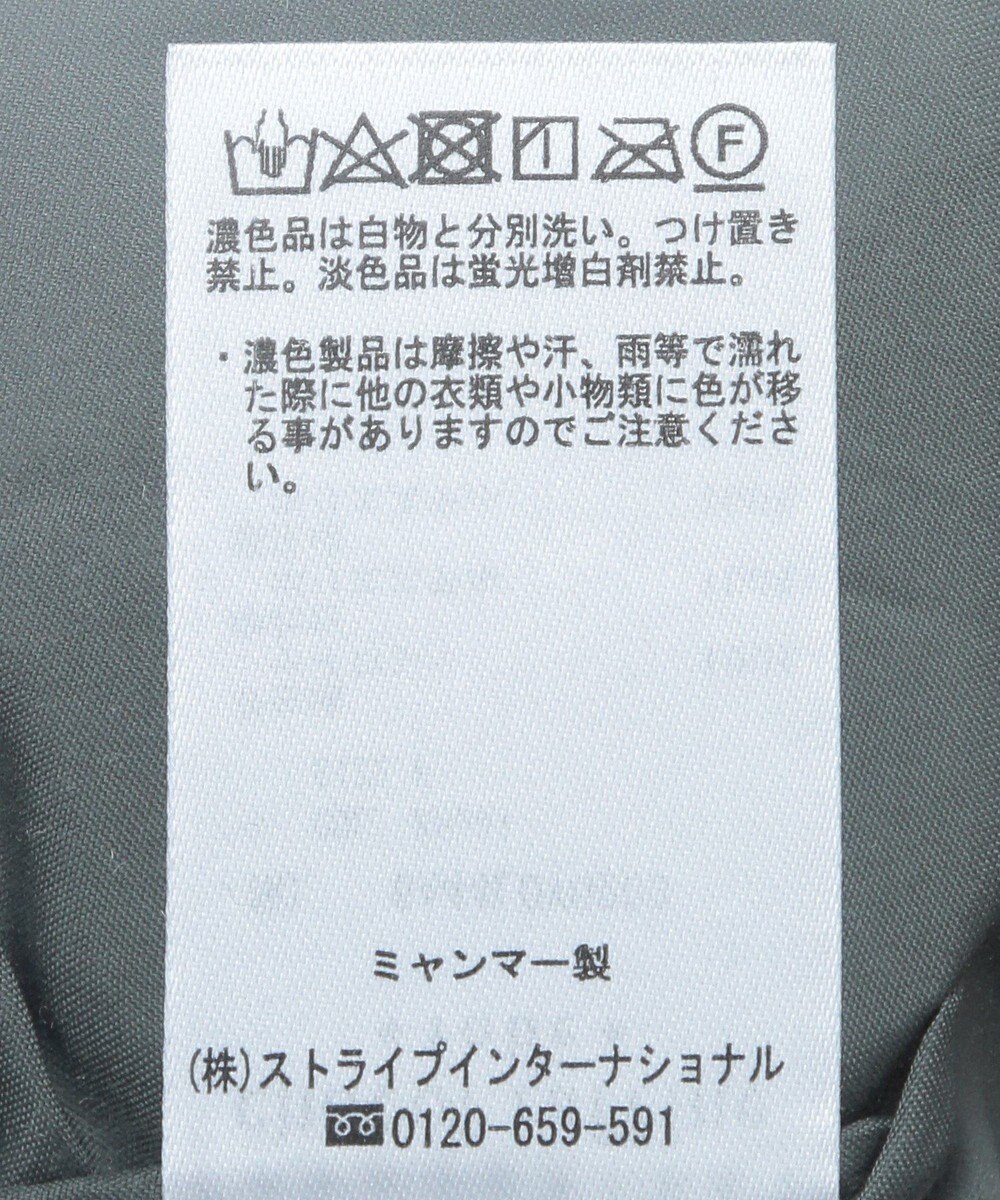 F
濃色品は白物と分別洗い。つけ置き
禁止。淡色品は蛍光増白剤禁止。
・濃色製品は摩擦や汗、雨等で濡れ
た際に他の衣類や小物類に色が移
る事がありますのでご注意くださ
い。
ミャンマー製
(株)ストライプインターナショナル
0120-659-591